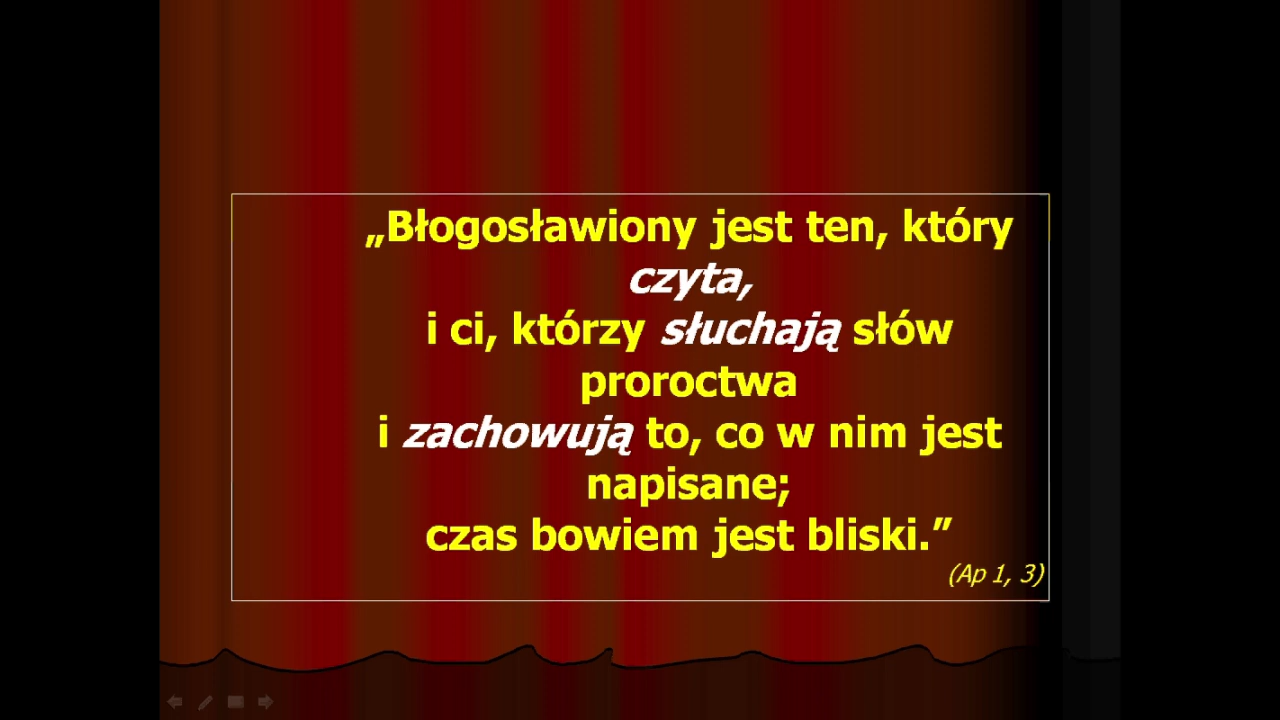 „Błogosławiony jest ten, który
czyta,
i ci, którzy słuchają słów
proroctwa
i zachowują to, co w nim jest
napisane;
czas bowiem jest bliski.”
(Ap 1, 3)